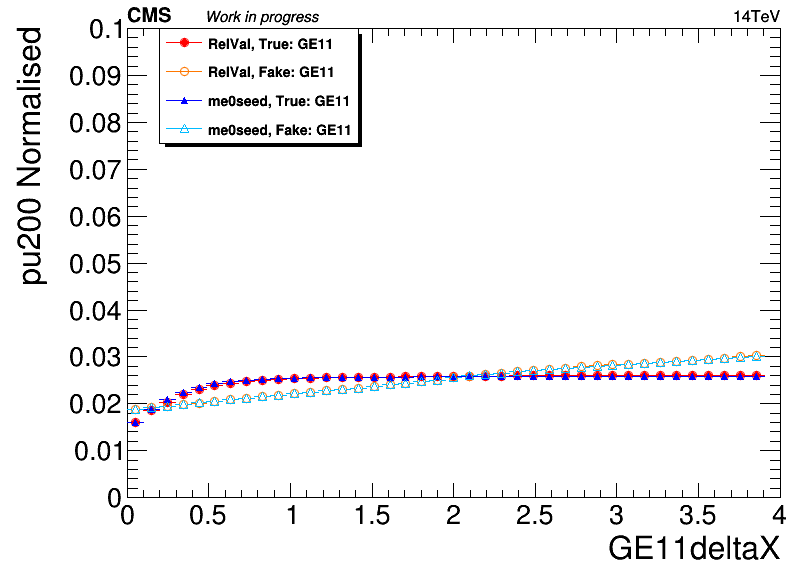 CMS Work in progress 14TeV
RelVal, True: GE11
RelVal, Fake: GE11
me0seed, True: GE11
me0seed, Fake: GE11
pu200 Normalised
0.1
0.09
0.08
0.07
0.06
0.05
0.04
0.03
0.02
0.01
0
0 0.5 1 1.5 2 2.5 3 3.5 4
GE11deltaX